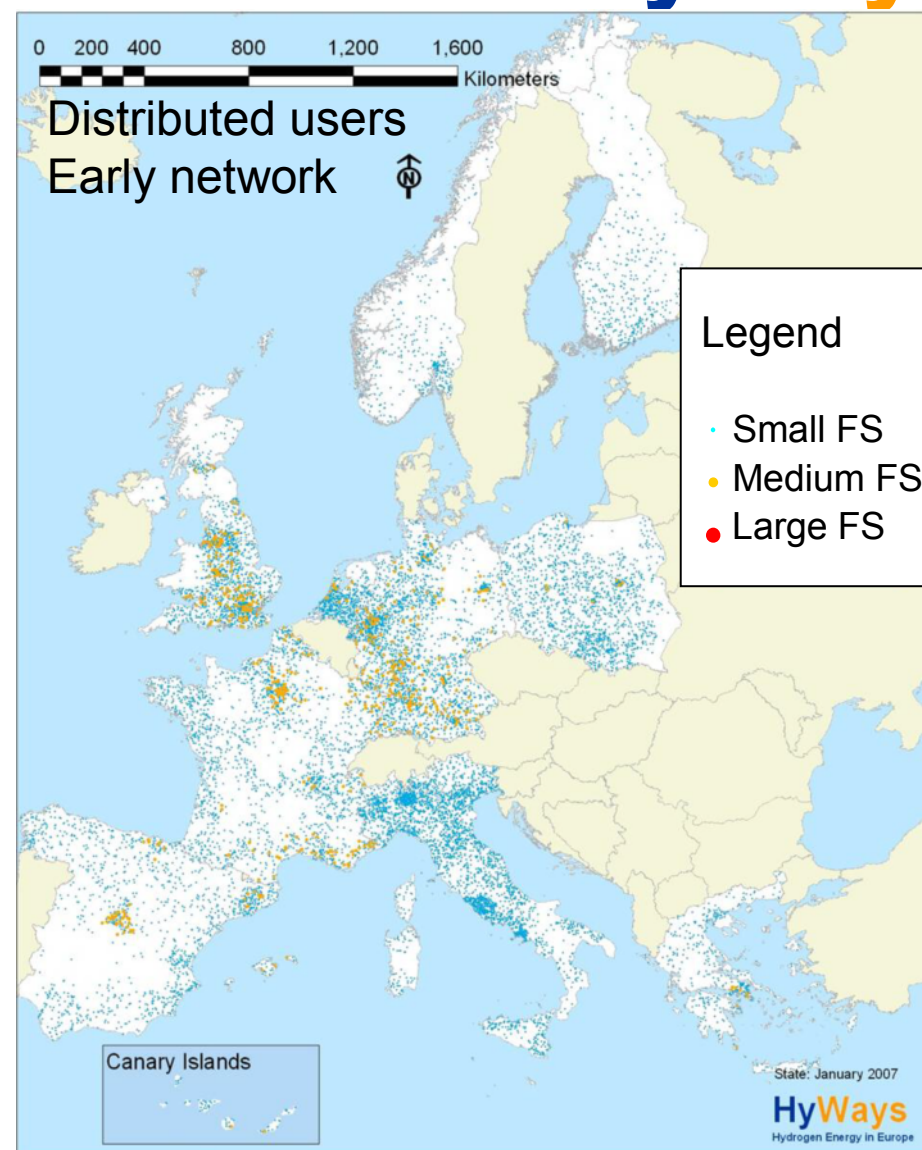 0 200 400 800 1,200 1,600
Kilometers
Distributed users
Early network
N
Legend
Small FS
Medium FS
Large FS
Canary Islands
State: January 2007
HyWays
Hydrogen Energy in Europe